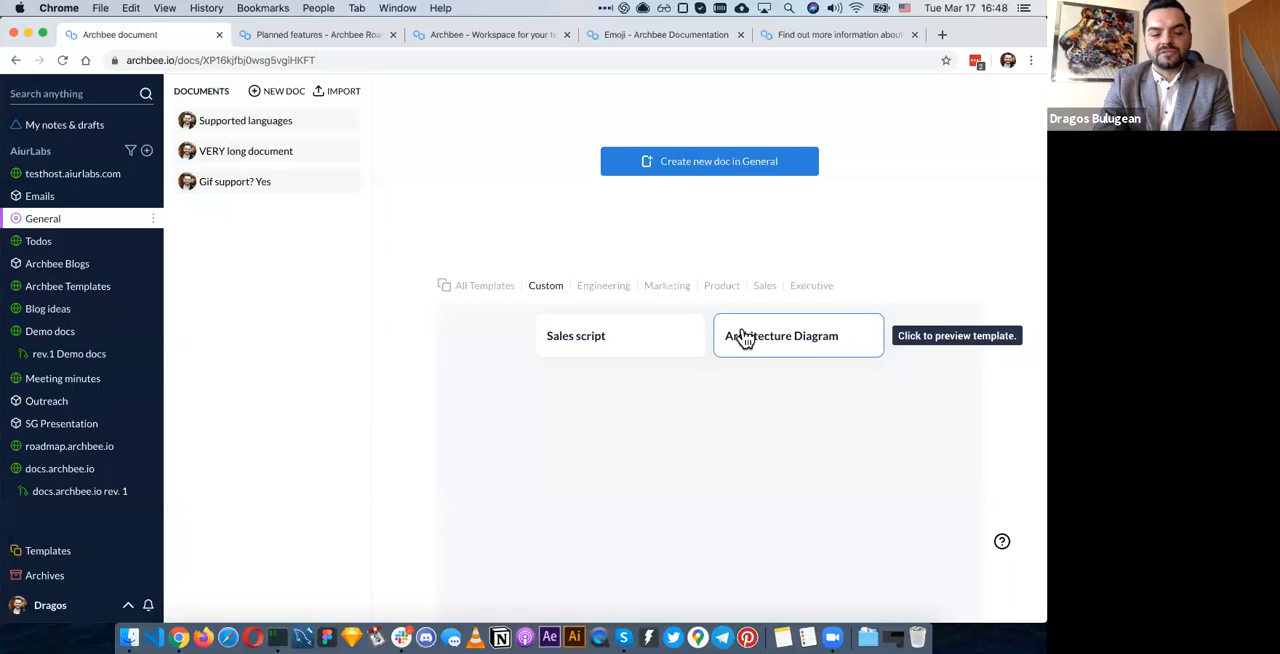 Chrome File Edit View History Bookmarks People Tab Window Help Tue Mar 17 16:48
Archbee document Planned features - Archbee Roa Archbee - Workspace for your t Emoji - Archbee Documentation Find out more information about
archbee.io/docs/XP16kjfbj0wsg5vgiHKFT 2
Search anything
My notes & drafts
AiurLabs
testhost.aiurlabs.com
Emails
General
Todos
Archbee Blogs
Archbee Templates
Blog ideas
Demo docs
rev.1 Demo docs
Meeting minutes
Outreach
SG Presentation
roadmap.archbee.io
docs.archbee.io
docs.archbee.io rev. 1
Templates
Archives
Dragos
DOCUMENTS NEW DOC IMPORT
Supported languages
VERY long document
Gif support? Yes
Create new doc in General
All Templates Custom Engineering Marketing Product Sales Executive
Sales script Architecture Diagram Click to preview template.
Dragos Bulugean
Ae Ai